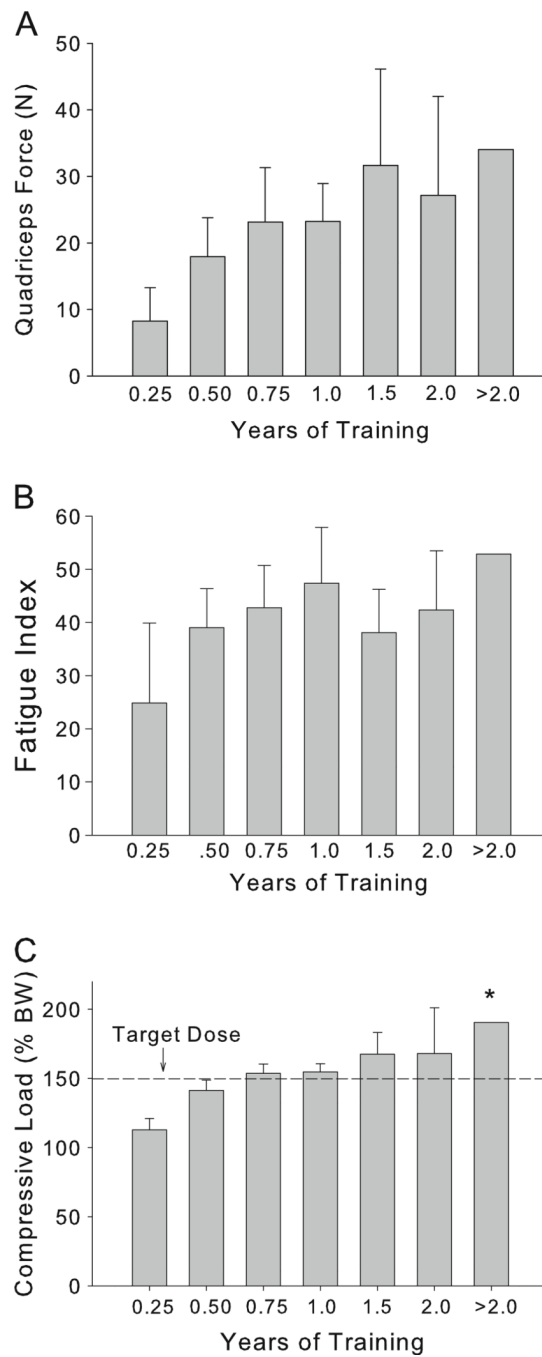 A
Quadriceps Force (N)
50
40
30
20
10
0
0.25 0.50 0.75 1.0 1.5 2.0 >2.0
Years of Training
B
Fatigue Index
60
50
40
30
20
10
0
0.25 .50 0.75 1.0 1.5 2.0 >2.0
Years of Training
C
Compressive Load (% BW)
200
150
100
50
0
Target Dose
*
0.25 0.50 0.75 1.0 1.5 2.0 >2.0
Years of Training